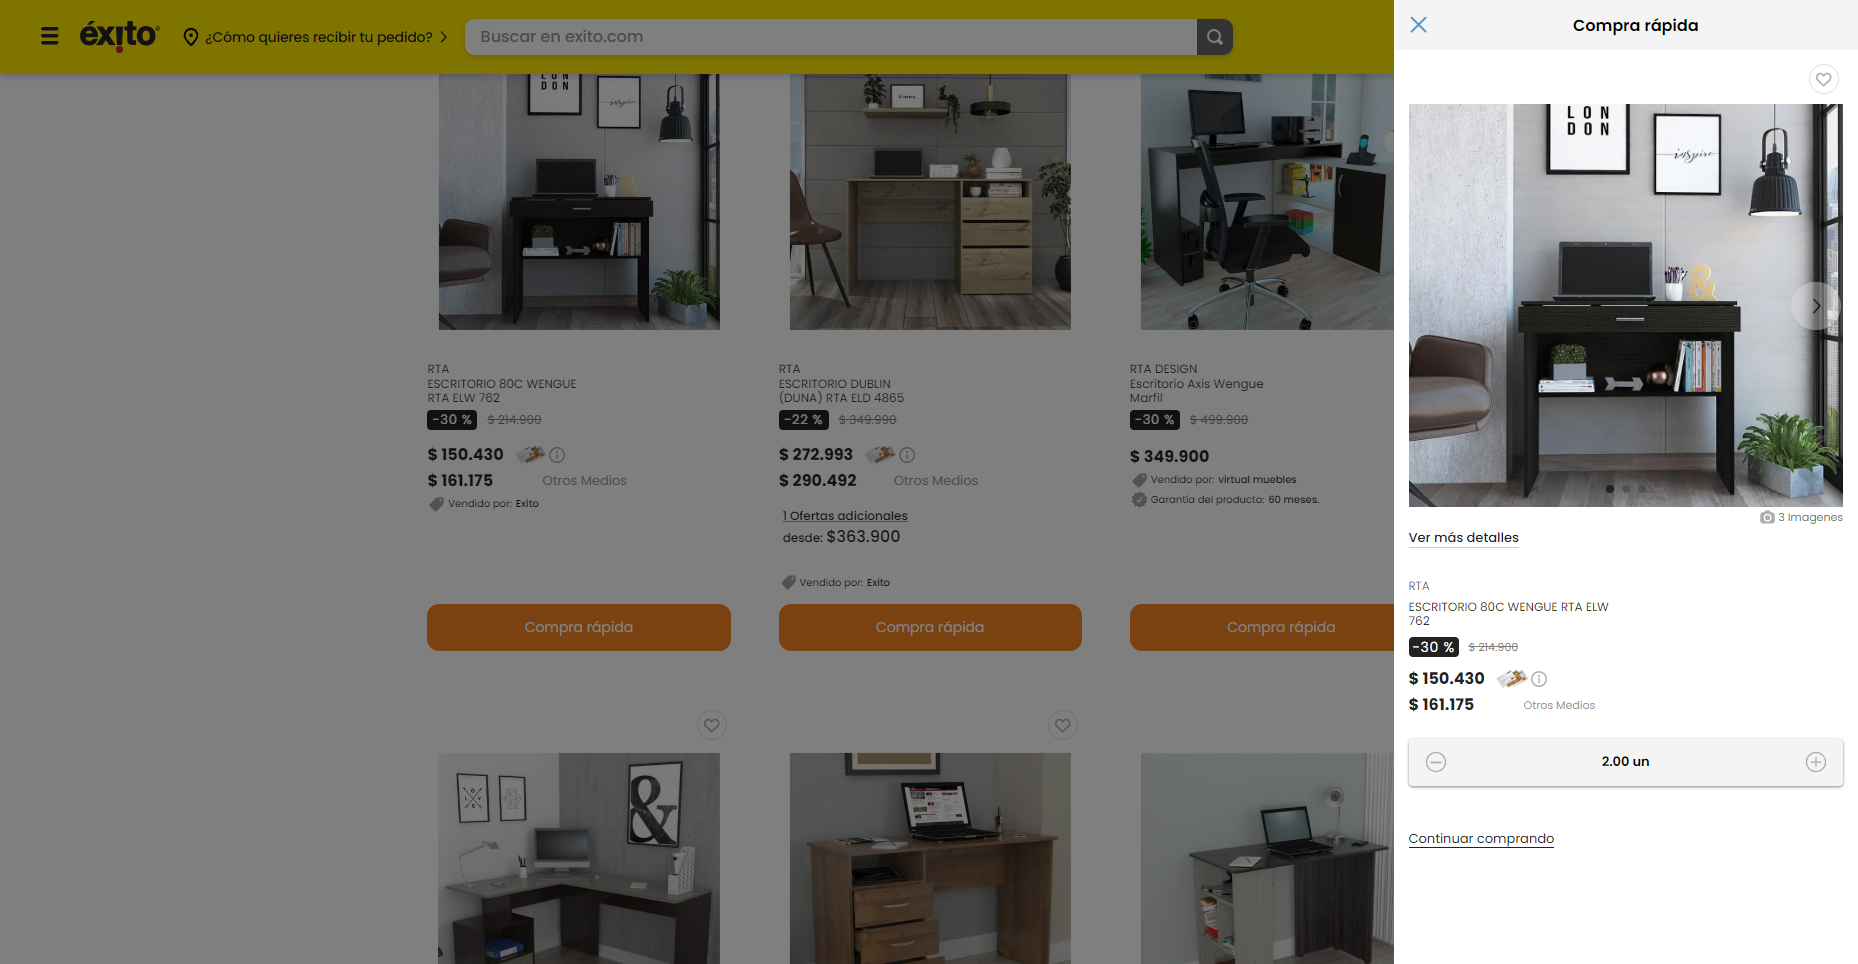 éxito
¿Cómo quieres recibir tu pedido?
Buscar en exito.com
LON
DON
inspire
RTA
ESCRITORIO 80C WENGUE
RTA ELW 762
-30 % $ 214.900
$ 150.430
$ 161.175 Otros Medios
Vendido por: Exito
Compra rápida
RTA
ESCRITORIO DUBLIN
(DUNA) RTA ELD 4865
-22 % $ 349.990
$ 272.993
$ 290.492 Otros Medios
1 Ofertas adicionales
desde: $363.900
Vendido por: Exito
Compra rápida
RTA DESIGN
Escritorio Axis Wengue
Marfil
-30 % $ 499.900
$ 349.900
Vendido por: virtual muebles
Garantía del producto: 60 meses.
Compra rápida
L O V E
&
Compra rápida
LON
DON
inspire
&
3 Imagenes
Ver más detalles
RTA
ESCRITORIO 80C WENGUE RTA ELW
762
-30 % $ 214.900
$ 150.430
$ 161.175 Otros Medios
2.00 un
Continuar comprando